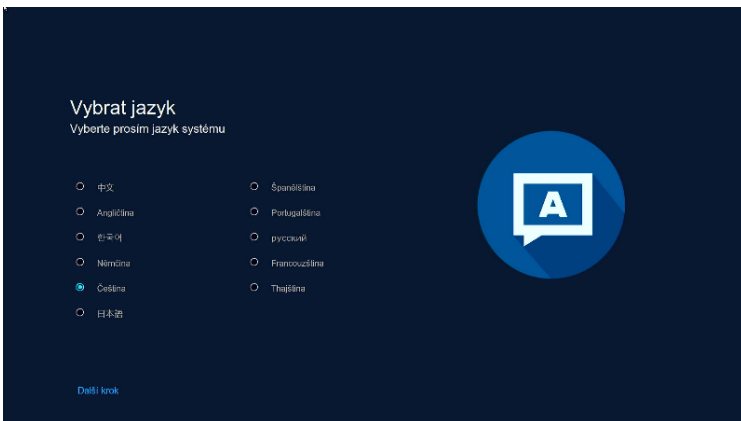 Vybrat jazyk
Vyberte prosím jazyk systému
中文
Angličtina
한국어
Němčina
Čeština
日本語
Španělština
Portugalština
русский
Francouzština
Thajština
A
Další krok